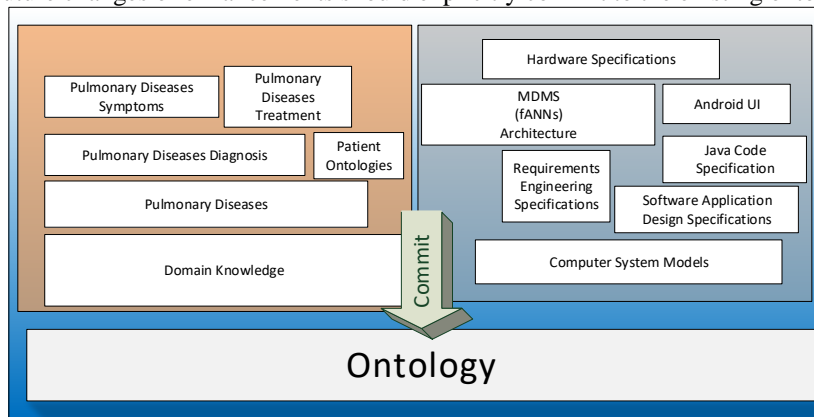 Pulmonary Diseases
Symptoms
Pulmonary
Diseases
Treatment
Pulmonary Diseases Diagnosis
Patient
Ontologies
Pulmonary Diseases
Domain Knowledge
Hardware Specifications
MDMS
(fANNs)
Architecture
Android UI
Java Code
Specification
Requirements
Engineering
Specifications
Software Application
Design Specifications
Computer System Models
Commit
Ontology